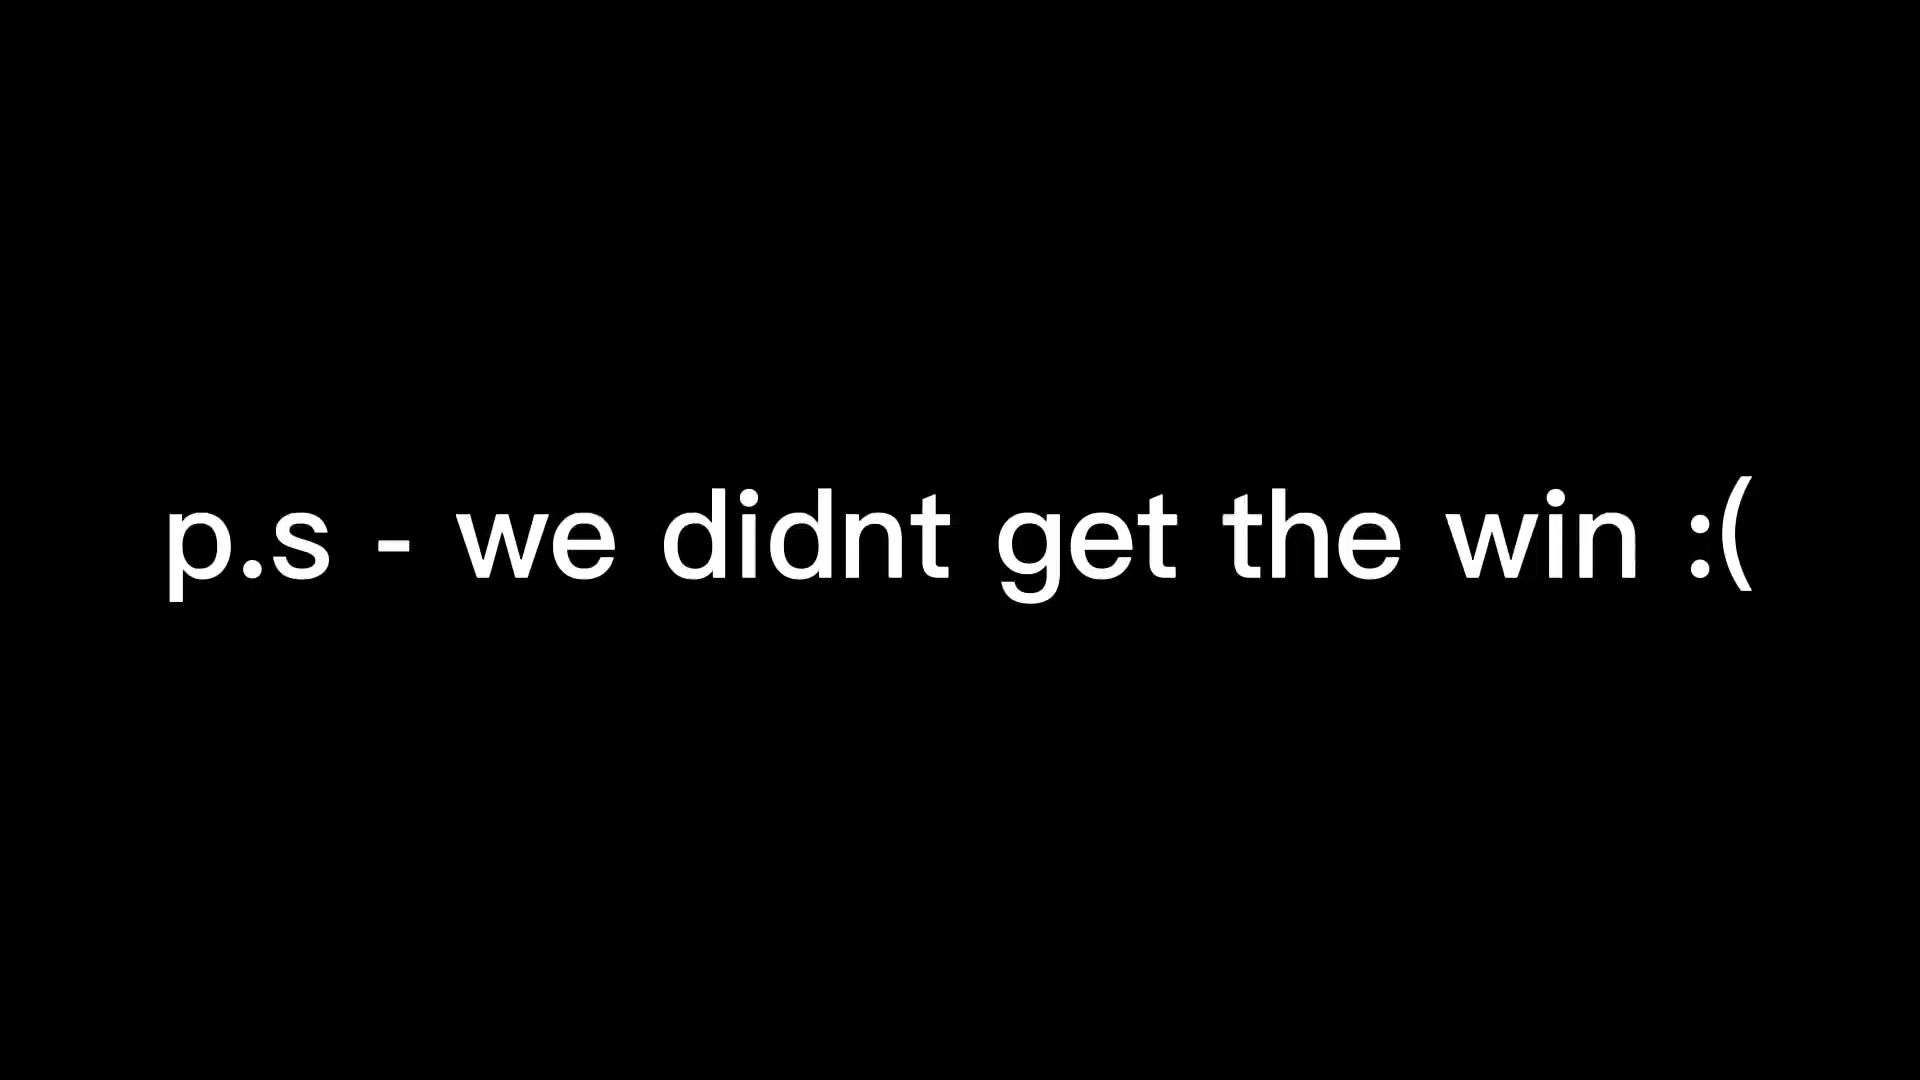 p.s - we didnt get the win :(